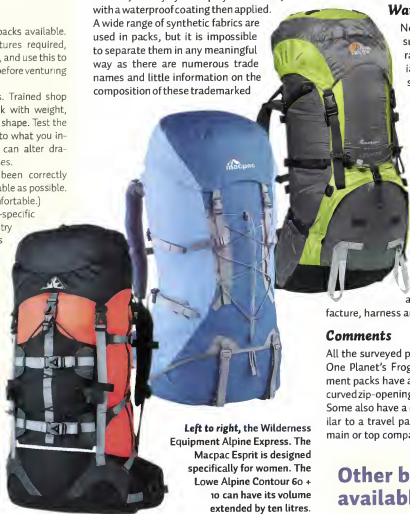 packs available.
tures required,
, and use this to
before venturing
s. Trained shop
k with weight,
shape. Test the
to what you in-
can alter dra-
es.
been correctly
able as possible.
fortable.)
-specific
try
s
with a waterproof coating then applied.
A wide range of synthetic fabrics are
used in packs, but it is impossible
to separate them in any meaningful
way as there are numerous trade
names and little information on the
composition of these trademarked
macpac
Left to right, the Wilderness
Equipment Alpine Express. The
Macpac Esprit is designed
specifically for women. The
Lowe Alpine Contour 60 +
10 can have its volume
extended by ten litres.
facture, harness a
Comments
All the surveyed p
One Planet's Frog
ment packs have a
curved zip-opening
Some also have a
ilar to a travel pa
main or top compa
Other b
availabl